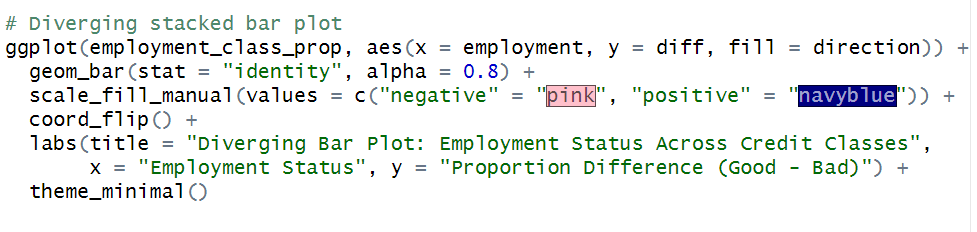 # Diverging stacked bar plot
ggplot(employment_class_prop, aes(x = employment, y = diff, fill = direction)) +
  geom_bar(stat = "identity", alpha = 0.8) +
  scale_fill_manual(values = c("negative" = "pink", "positive" = "navyblue")) +
  coord_flip() +
  labs(title = "Diverging Bar Plot: Employment Status Across Credit Classes",
       x = "Employment Status", y = "Proportion Difference (Good - Bad)") +
  theme_minimal()